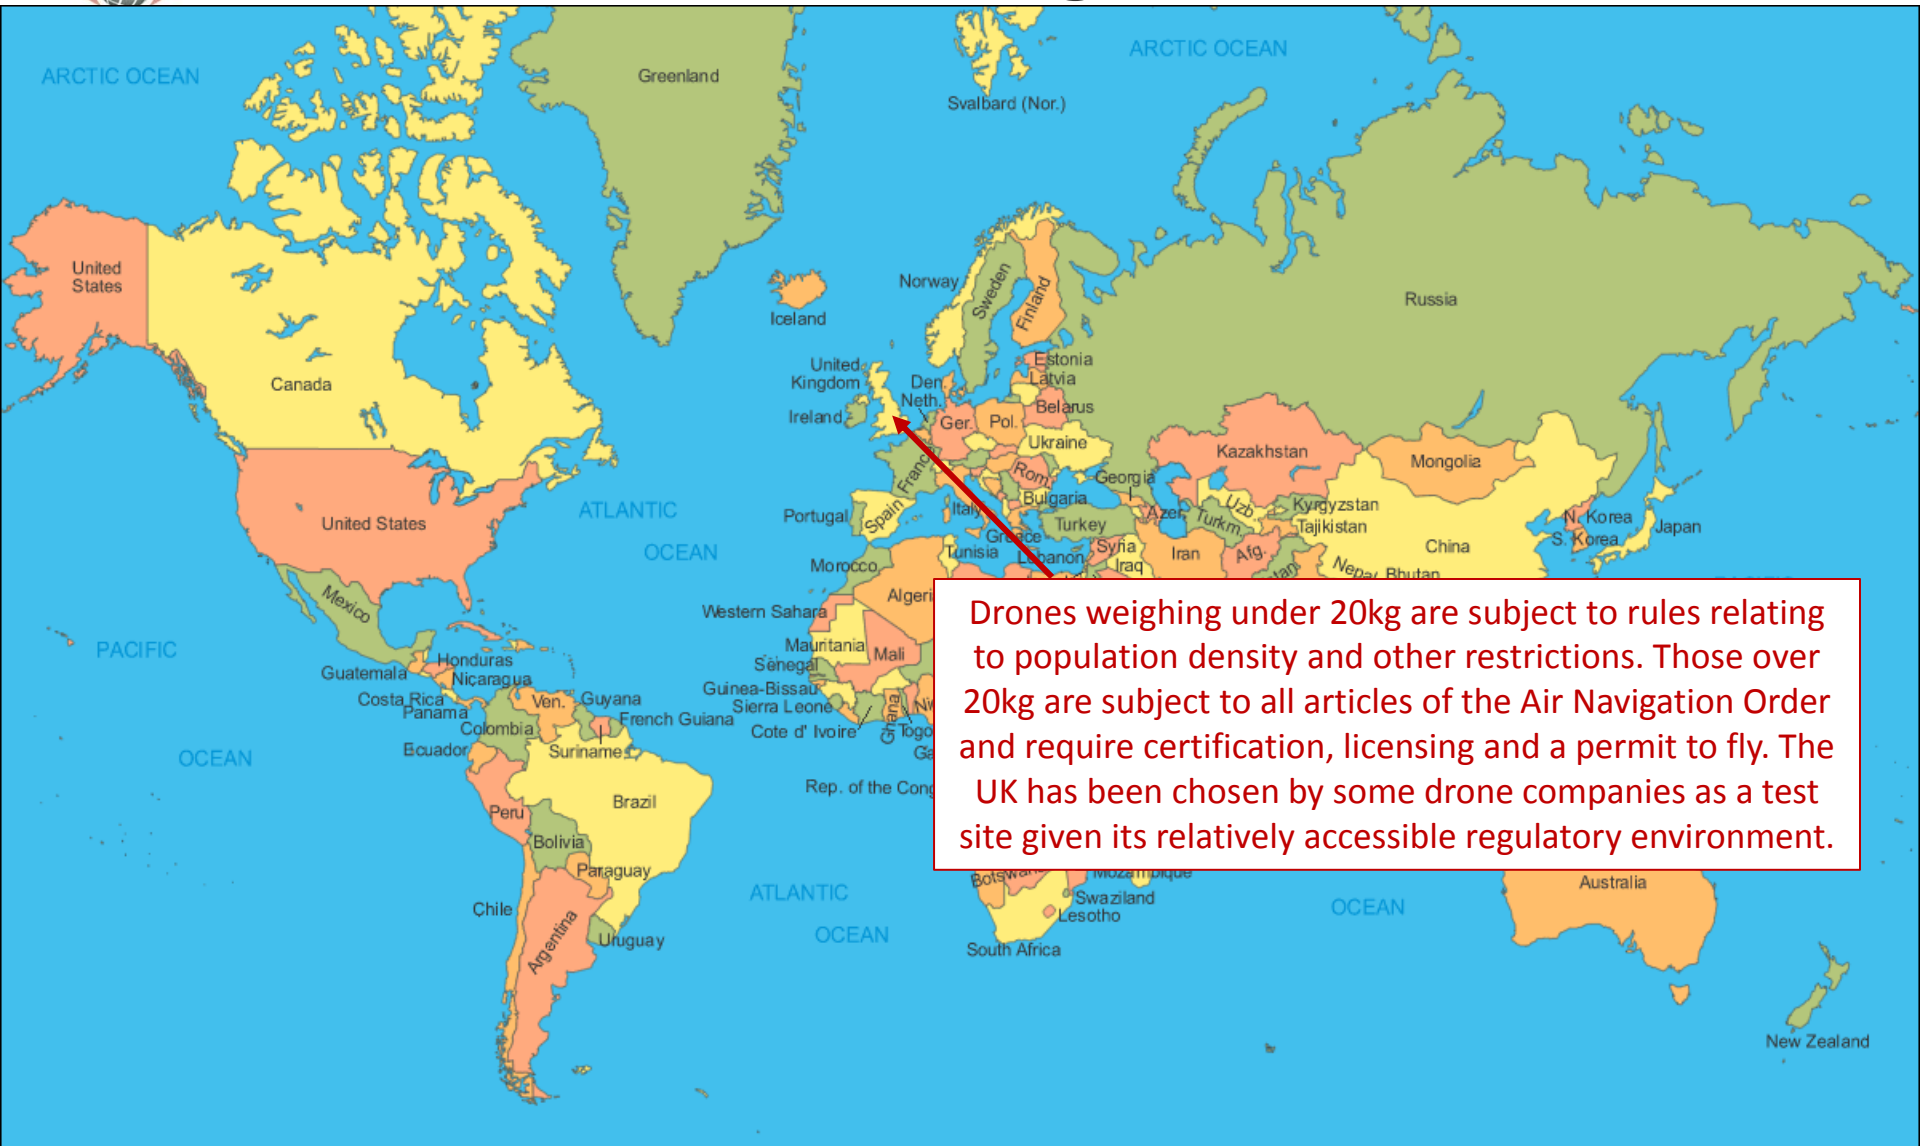 ARCTIC OCEAN
Greenland
Svalbard (Nor.)
ARCTIC OCEAN
United
States
Canada
Iceland
Norway
Sweden
Finland
Russia
United
Kingdom
Ireland
Den.
Neth.
Estonia
Latvia
Belarus
Ger.
Pol.
Ukraine
France
Rom.
Bulgaria
Georgia
Kazakhstan
Mongolia
United States
ATLANTIC
OCEAN
Portugal
Spain
Italy
Greece
Turkey
Azer.
Turkm.
Uzb.
Kyrgyzstan
Tajikistan
China
N. Korea
S. Korea
Japan
Morocco
Tunisia
Lebanon
Syria
Iraq
Iran
Afg.
Nepal
Bhutan
Mexico
Western Sahara
Mauritania
Mali
Senegal
Guinea-Bissau
Sierra Leone
Cote d' Ivoire
Ghana
Togo
PACIFIC
OCEAN
Guatemala
Honduras
Nicaragua
Costa Rica
Panama
Ven.
Guyana
French Guiana
Colombia
Suriname
Ecuador
Rep. of the
Peru
Brazil
Bolivia
Paraguay
Chile
Argentina
Uruguay
ATLANTIC
OCEAN
Drones weighing under 20kg are subject to rules relating
to population density and other restrictions. Those over
20kg are subject to all articles of the Air Navigation Order
and require certification, licensing and a permit to fly. The
UK has been chosen by some drone companies as a test
site given its relatively accessible regulatory environment.
Mozambique
Swaziland
Lesotho
South Africa
OCEAN
Australia
New Zealand